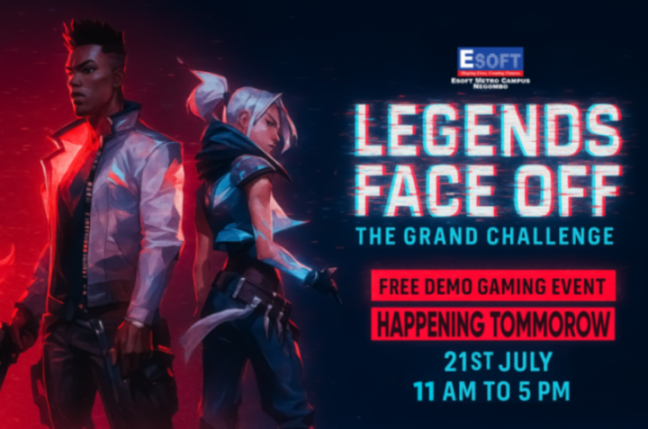 ESOFT
ESOFT METRO CAMPUS
NEGOMBO
LEGENDS
FACE OFF
THE GRAND CHALLENGE
FREE DEMO GAMING EVENT
HAPPENING TOMMOROW
21ST JULY
11 AM TO 5 PM